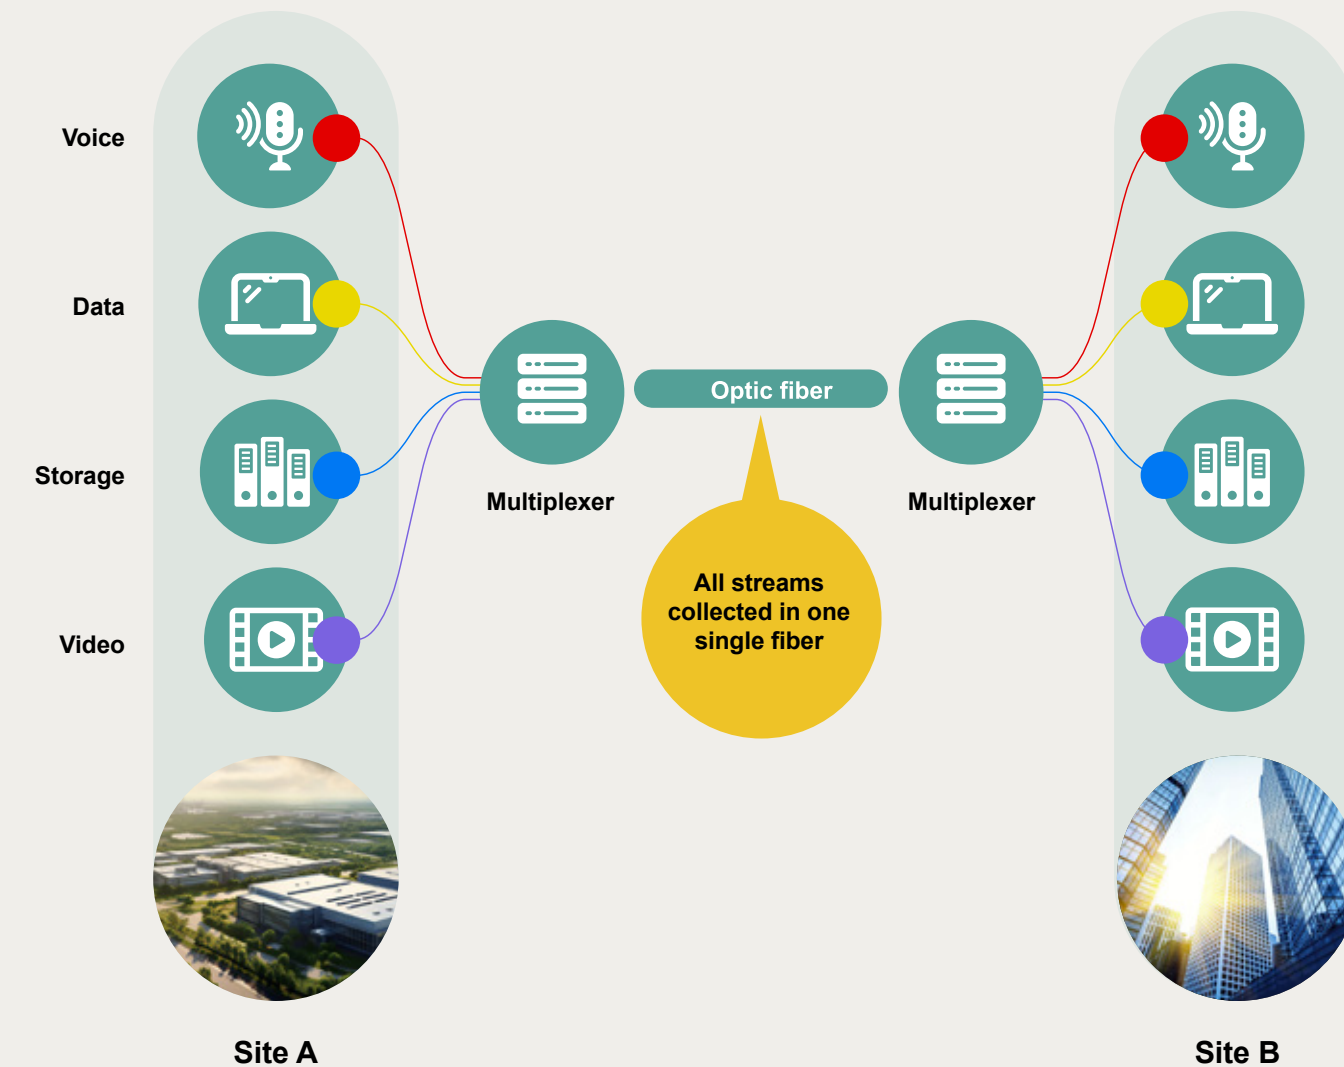 Voice
Data
Storage
Video
Multiplexer
Optic fiber
Multiplexer
All streams
collected in one
single fiber
Site A
Site B